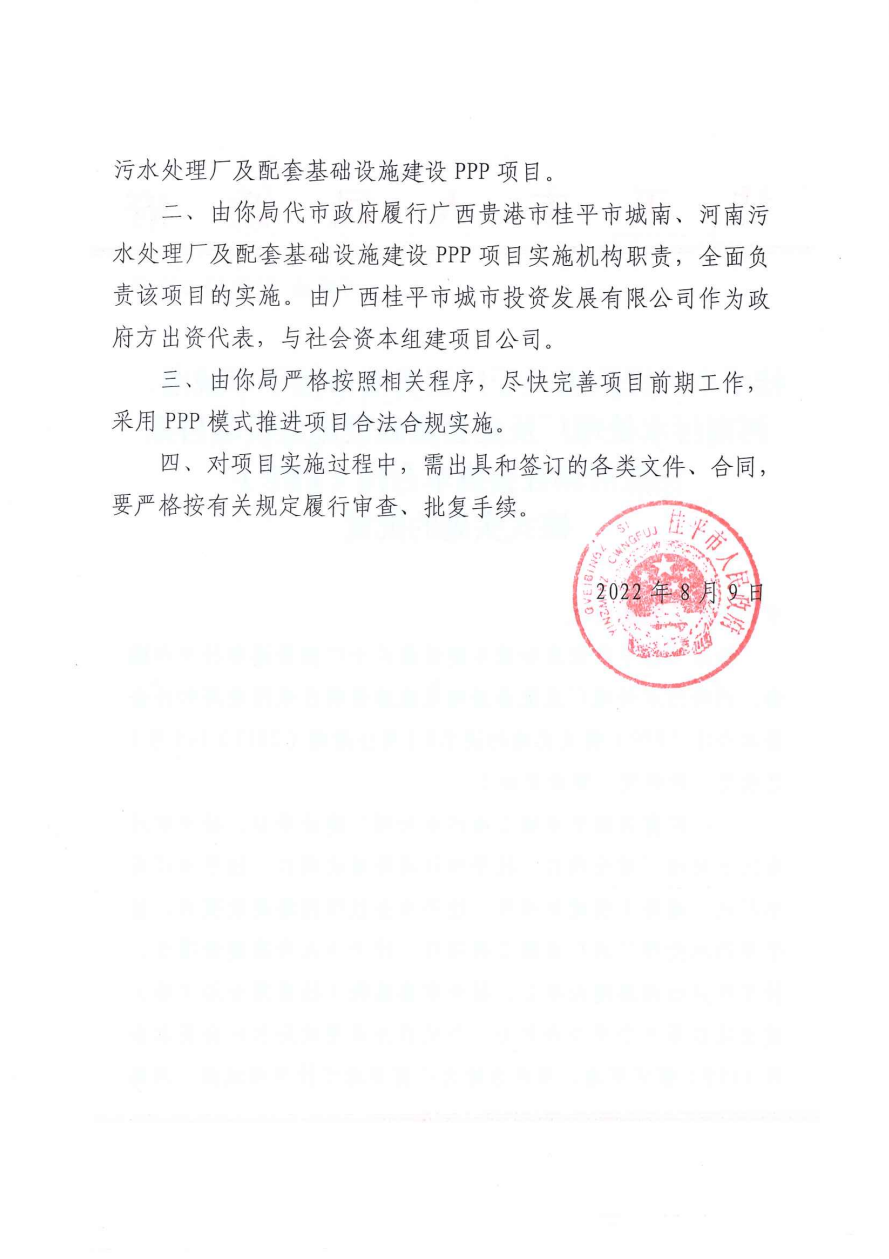 污水处理厂及配套基础设施建设 PPP 项目。
二、由你局代市政府履行广西贵港市桂平市城南、河南污
水处理厂及配套基础设施建设 PPP 项目实施机构职责，全面负
责该项目的实施。由广西桂平市城市投资发展有限公司作为政
府方出资代表，与社会资本组建项目公司。
三、由你局严格按照相关程序，尽快完善项目前期工作，
采用 PPP 模式推进项目合法合规实施。
四、对项目实施过程中，需出具和签订的各类文件、合同，
要严格按有关规定履行审查、批复手续。
桂平市人民政府
GVEIBINGZ SI
YINZMINZ CWNGFUJ
2022 年 8 月 9 日